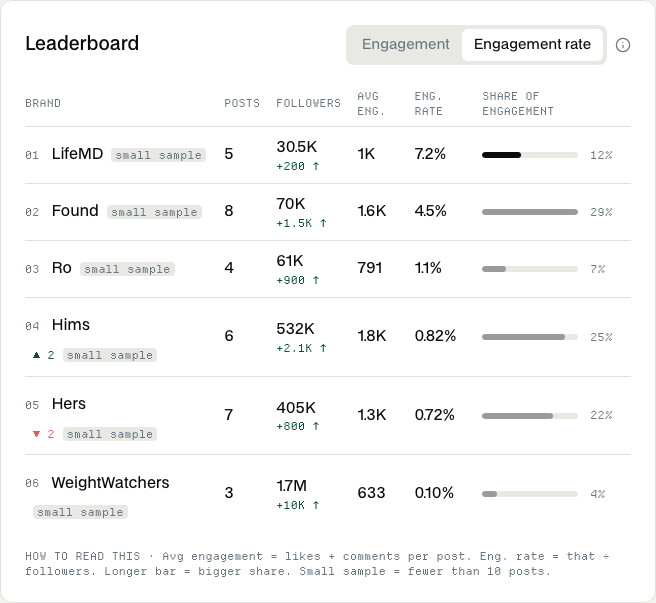 Leaderboard
Engagement Engagement rate
BRAND POSTS FOLLOWERS AVG ENG. ENG. RATE SHARE OF ENGAGEMENT
01 LifeMD small sample 5 30.5K +200 ↑ 1K 7.2% 12%
02 Found small sample 8 70K +1.5K ↑ 1.6K 4.5% 29%
03 Ro small sample 4 61K +900 ↑ 791 1.1% 7%
04 Hims ▲ 2 small sample 6 532K +2.1K ↑ 1.8K 0.82% 25%
05 Hers ▼ 2 small sample 7 405K +800 ↑ 1.3K 0.72% 22%
06 WeightWatchers small sample 3 1.7M +10K ↑ 633 0.10% 4%
HOW TO READ THIS · Avg engagement = likes + comments per post. Eng. rate = that ÷
followers. Longer bar = bigger share. Small sample = fewer than 10 posts.